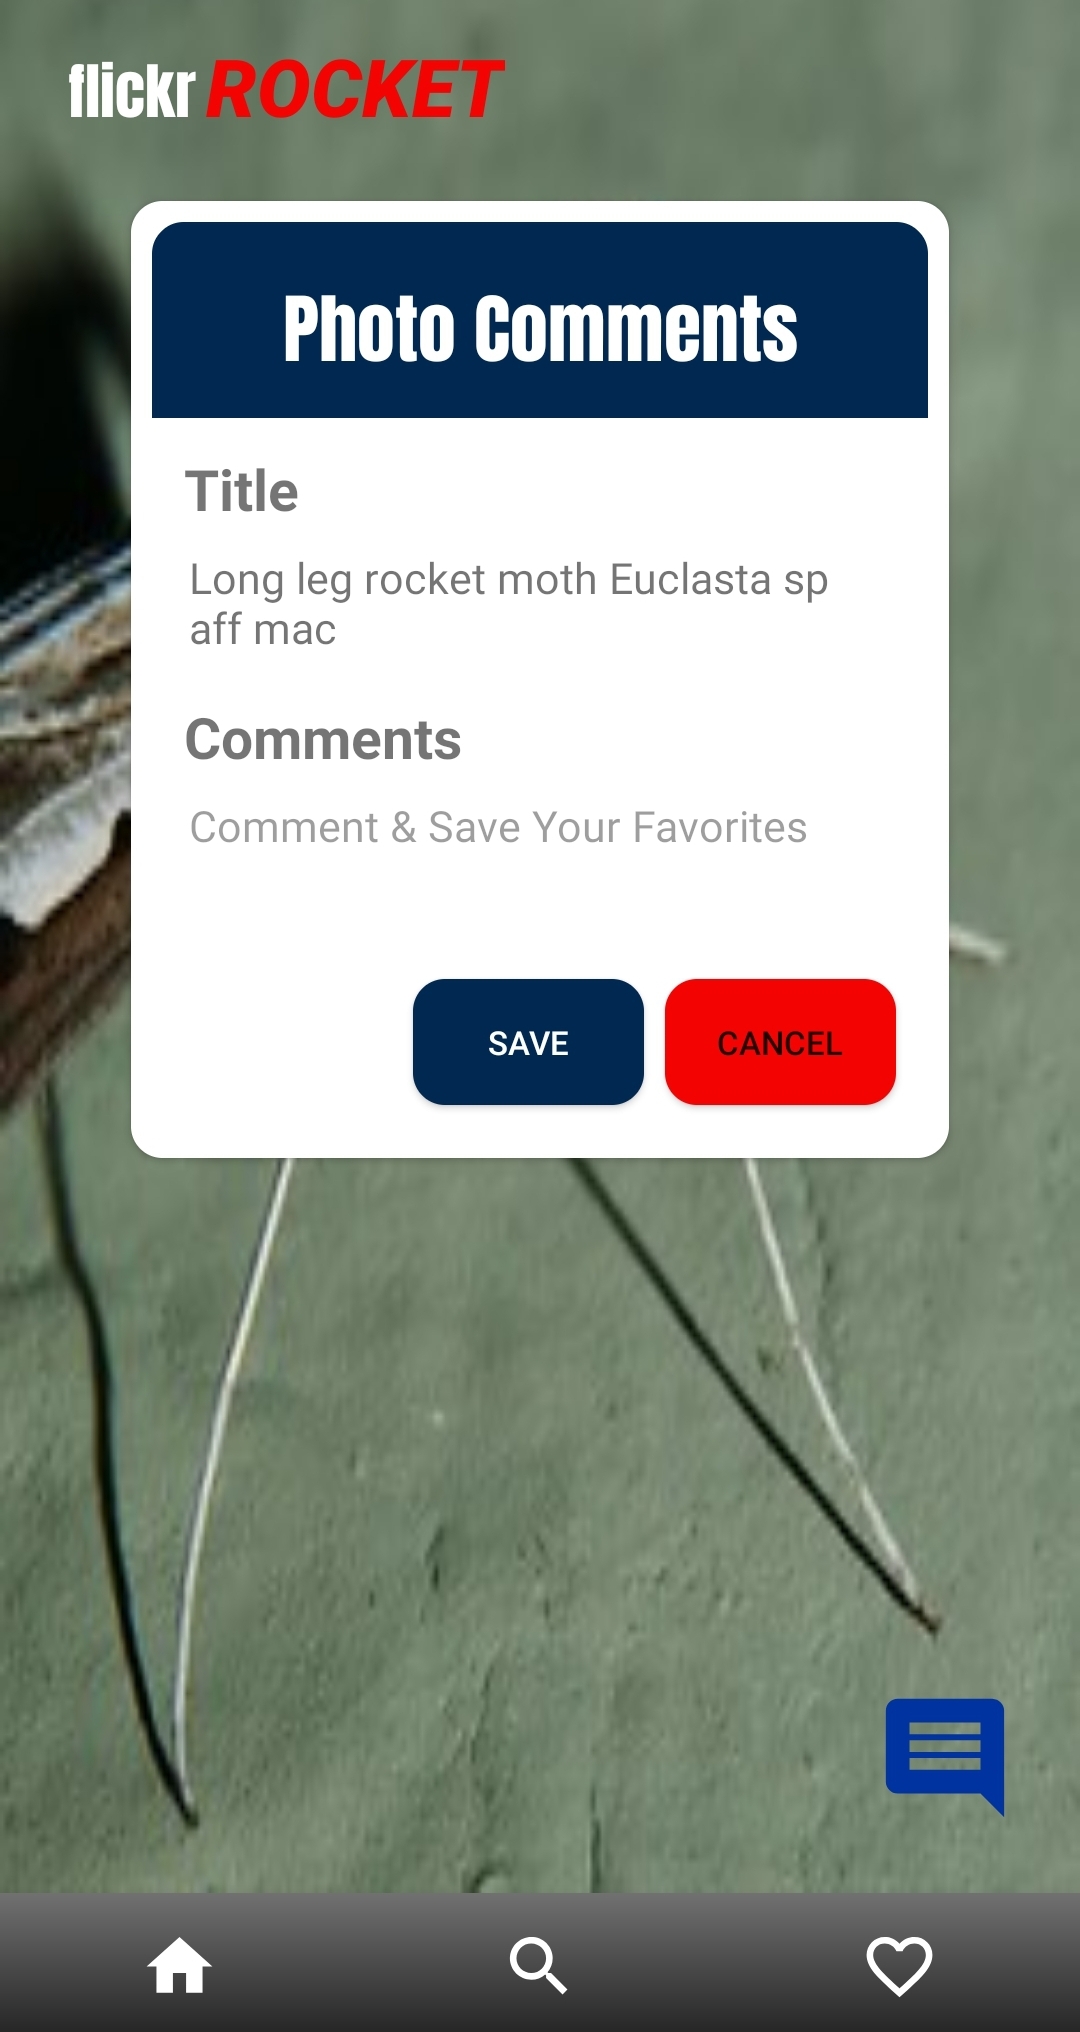 flickr ROCKET
Photo Comments
Title
Long leg rocket moth Euclasta sp
aff mac
Comments
Comment & Save Your Favorites
SAVE CANCEL